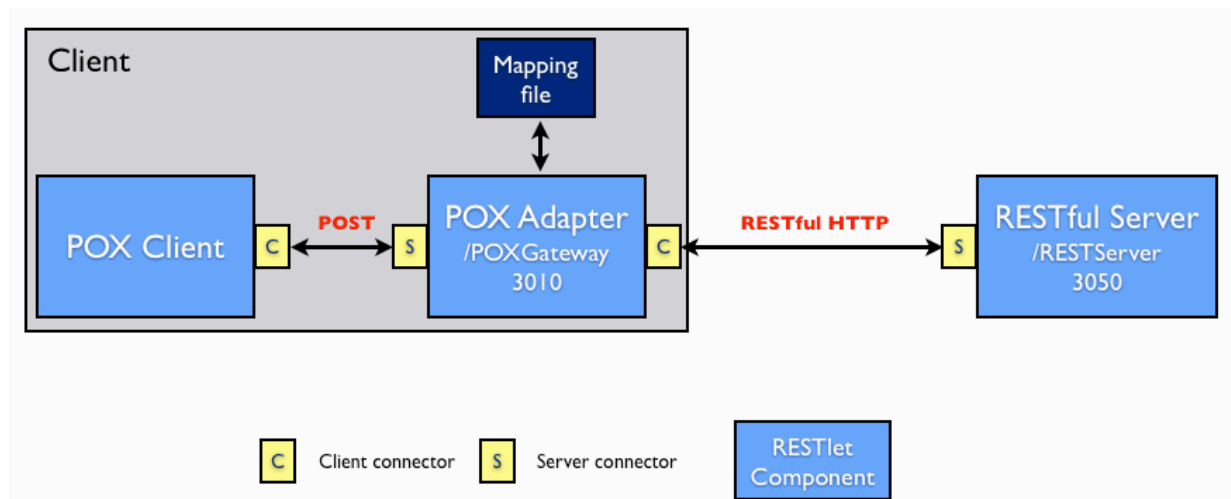 Client
Mapping
file
POX Client
C
POST
S
POX Adapter
/POXGateway
3010
C
RESTful HTTP
S
RESTful Server
/RESTServer
3050
C
Client connector
S
Server connector
RESTlet
Component